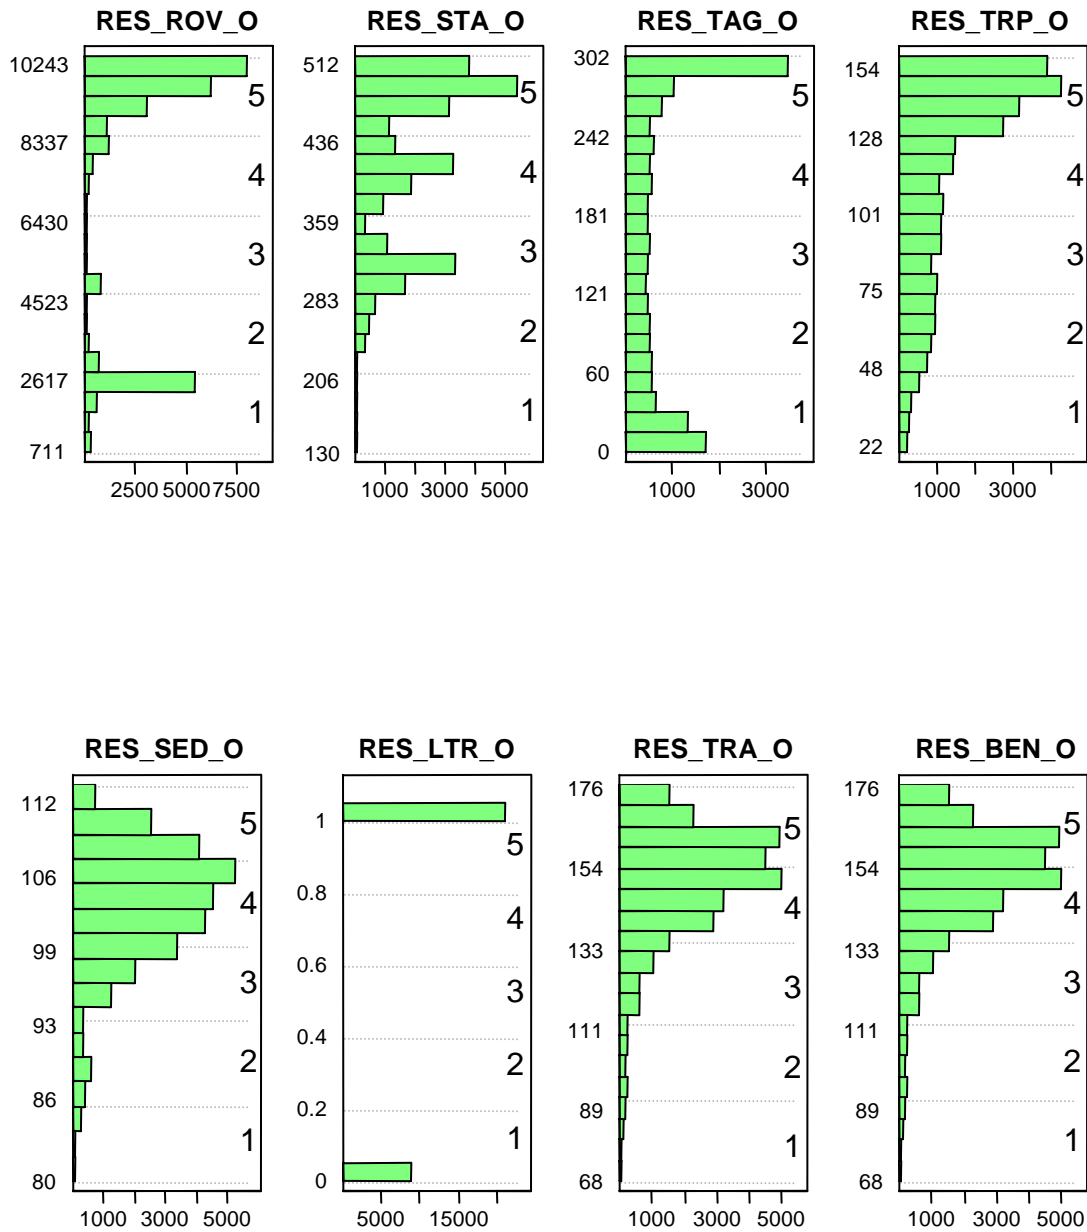 RES_ROV_O RES_STA_O RES_TAG_O RES_TRP_O
10243 512 302 154
5 5 5 5
8337 436 242 128
4 4 4 4
6430 359 181 101
3 3 3 3
4523 283 121 75
2 2 2 2
2617 206 60 48
1 1 1 1
711 130 0 22
2500 5000 7500 1000 3000 5000 1000 3000 1000 3000
RES_SED_O RES_LTR_O RES_TRA_O RES_BEN_O
112 1 176 176
5 5 5 5
106 0.8 154 154
4 4 4 4
99 0.6 133 133
3 3 3 3
93 0.4 111 111
2 2 2 2
86 0.2 89 89
1 1 1 1
80 0 68 68
1000 3000 5000 5000 15000 1000 3000 5000 1000 3000 5000